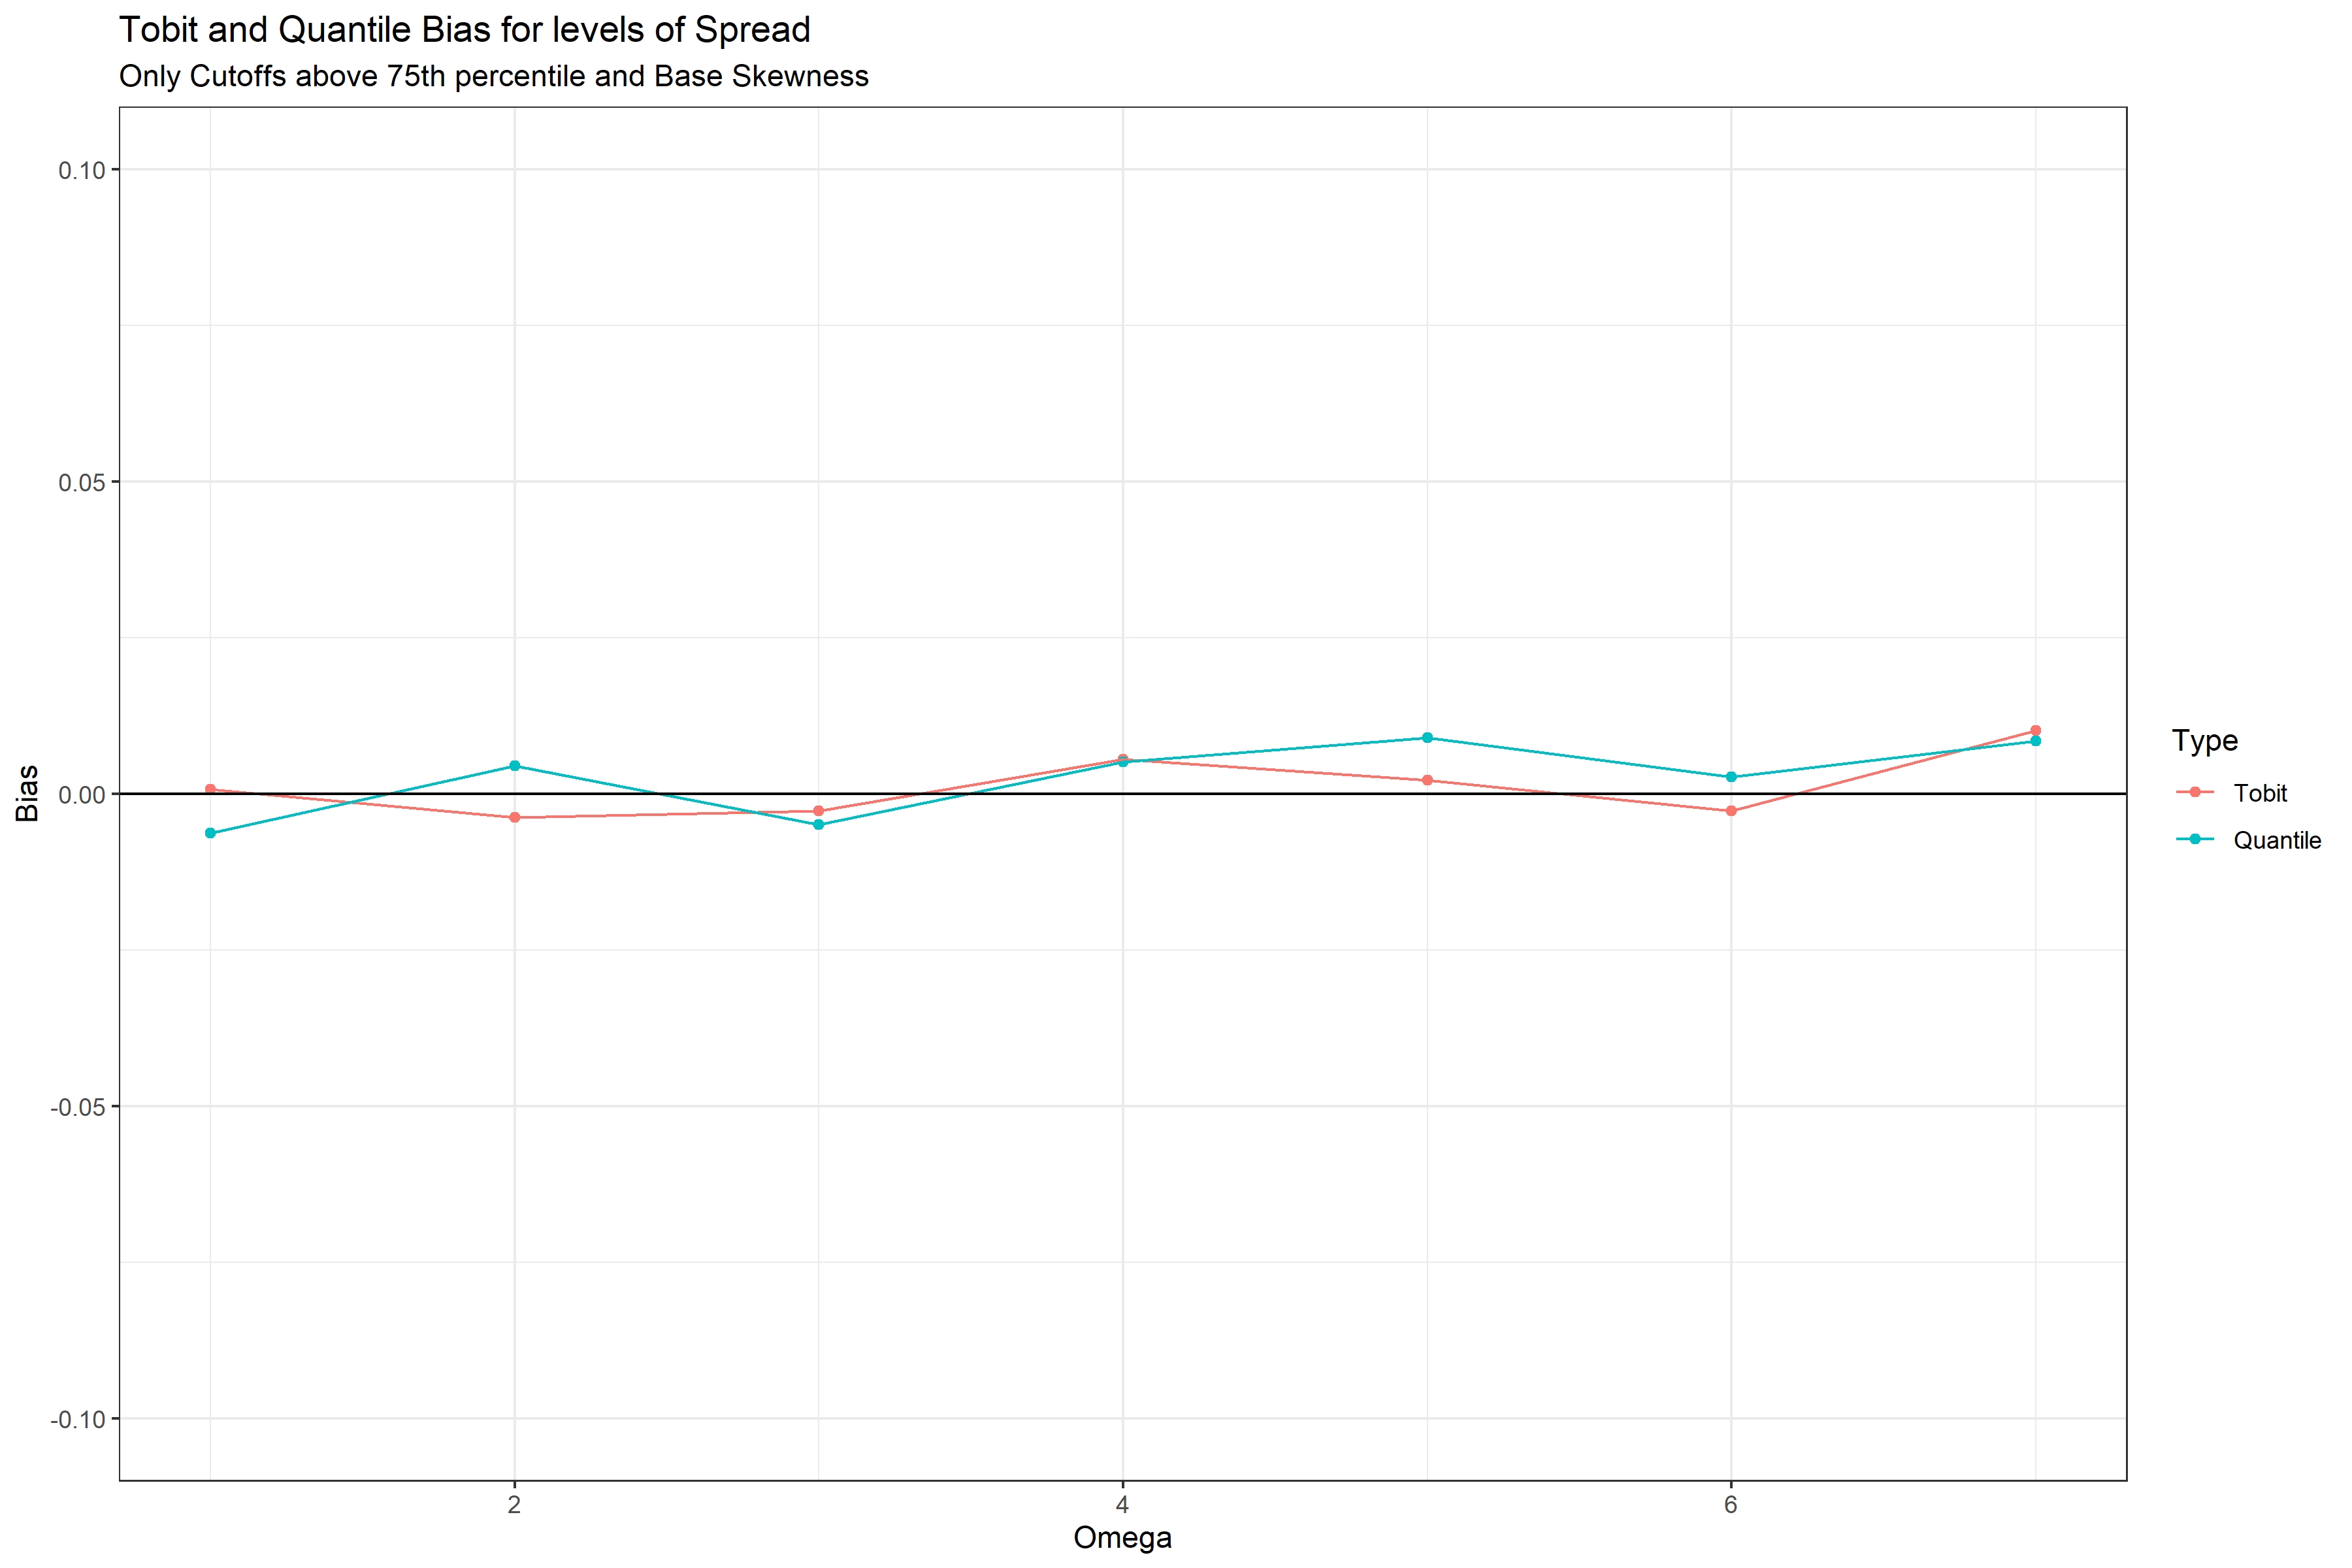 Tobit and Quantile Bias for levels of Spread
Only Cutoffs above 75th percentile and Base Skewness
0.10
0.05
0.00
-0.05
-0.10
Bias
2
4
6
Omega
Type
Tobit
Quantile